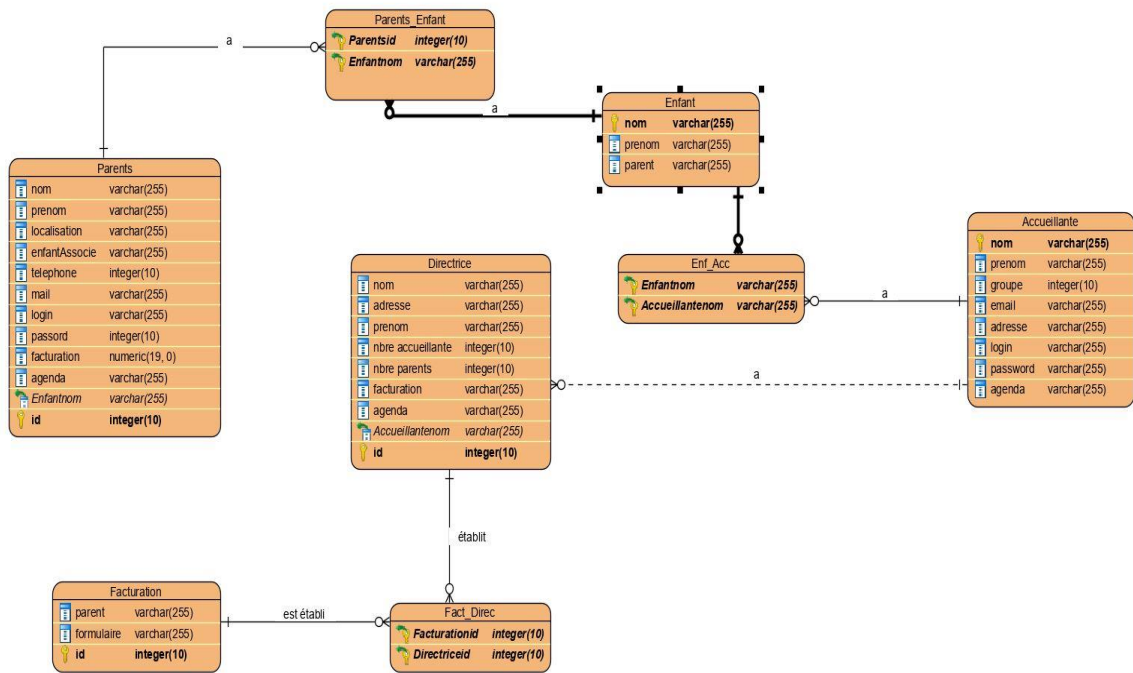 Parents_Enfant
Parentsid integer(10)
Enfantnom varchar(255)
a
a
Enfant
nom varchar(255)
prenom varchar(255)
parent varchar(255)
Parents
nom varchar(255)
prenom varchar(255)
localisation varchar(255)
enfantAssocie varchar(255)
telephone integer(10)
mail varchar(255)
login varchar(255)
passord integer(10)
facturation numeric(19, 0)
agenda varchar(255)
Enfantnom varchar(255)
id integer(10)
Directrice
nom varchar(255)
adresse varchar(255)
prenom varchar(255)
nbre accueillante integer(10)
nbre parents integer(10)
facturation varchar(255)
agenda varchar(255)
Accueillantenom varchar(255)
id integer(10)
Enf_Acc
Enfantnom varchar(255)
Accueillantenom varchar(255)
a
a
Accueillante
nom varchar(255)
prenom varchar(255)
groupe integer(10)
email varchar(255)
adresse varchar(255)
login varchar(255)
password varchar(255)
agenda varchar(255)
établit
Facturation
parent varchar(255)
formulaire varchar(255)
id integer(10)
est établi
Fact_Direc
Facturationid integer(10)
Directriceid integer(10)